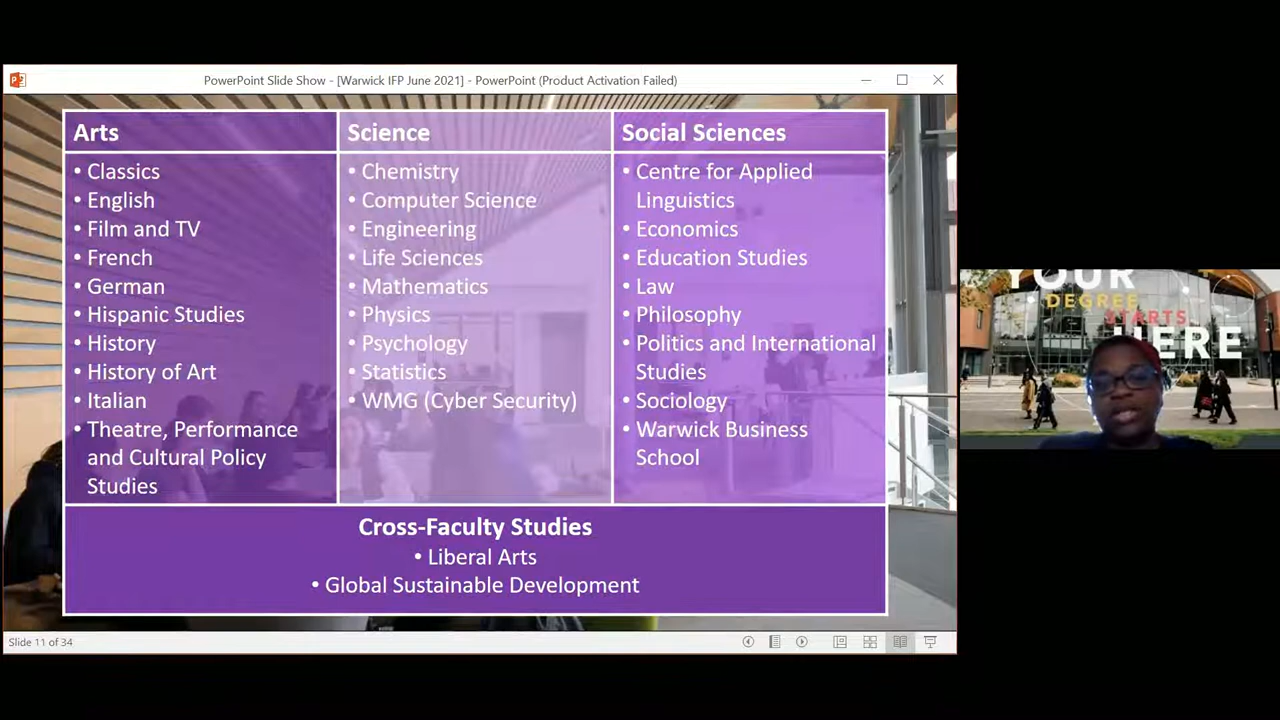 PowerPoint Slide Show - [Warwick IFP June 2021] - PowerPoint (Product Activation Failed)
Arts
• Classics
• English
• Film and TV
• French
• German
• Hispanic Studies
• History
• History of Art
• Italian
• Theatre, Performance
and Cultural Policy
Studies
Science
• Chemistry
• Computer Science
• Engineering
• Life Sciences
• Mathematics
• Physics
• Psychology
• Statistics
• WMG (Cyber Security)
Social Sciences
• Centre for Applied
Linguistics
• Economics
• Education Studies
• Law
• Philosophy
• Politics and International
Studies
• Sociology
• Warwick Business
School
Cross-Faculty Studies
• Liberal Arts
• Global Sustainable Development
Slide 11 of 34
YOUR
DEGREE
STARTS
HERE